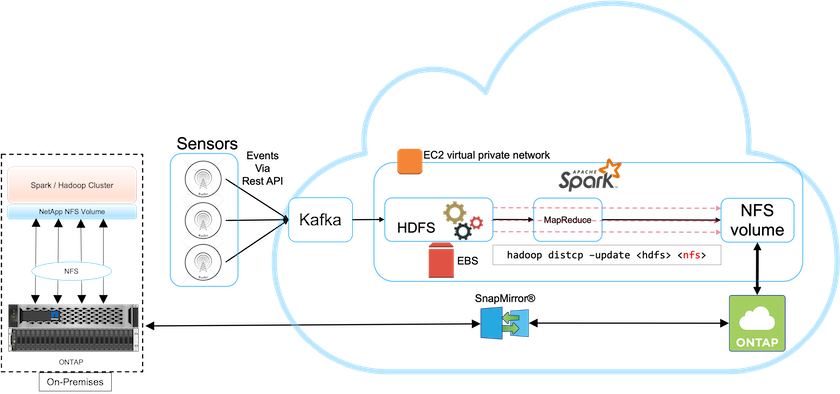 Sensors
Events
Via
Rest API
EC2 virtual private network
APACHE
Spark™
Spark / Hadoop Cluster
NetApp NFS Volume
NFS
ONTAP
On-Premises
Kafka
HDFS
MapReduce
NFS
volume
EBS
hadoop distcp -update <hdfs> <nfs>
SnapMirror®
ONTAP